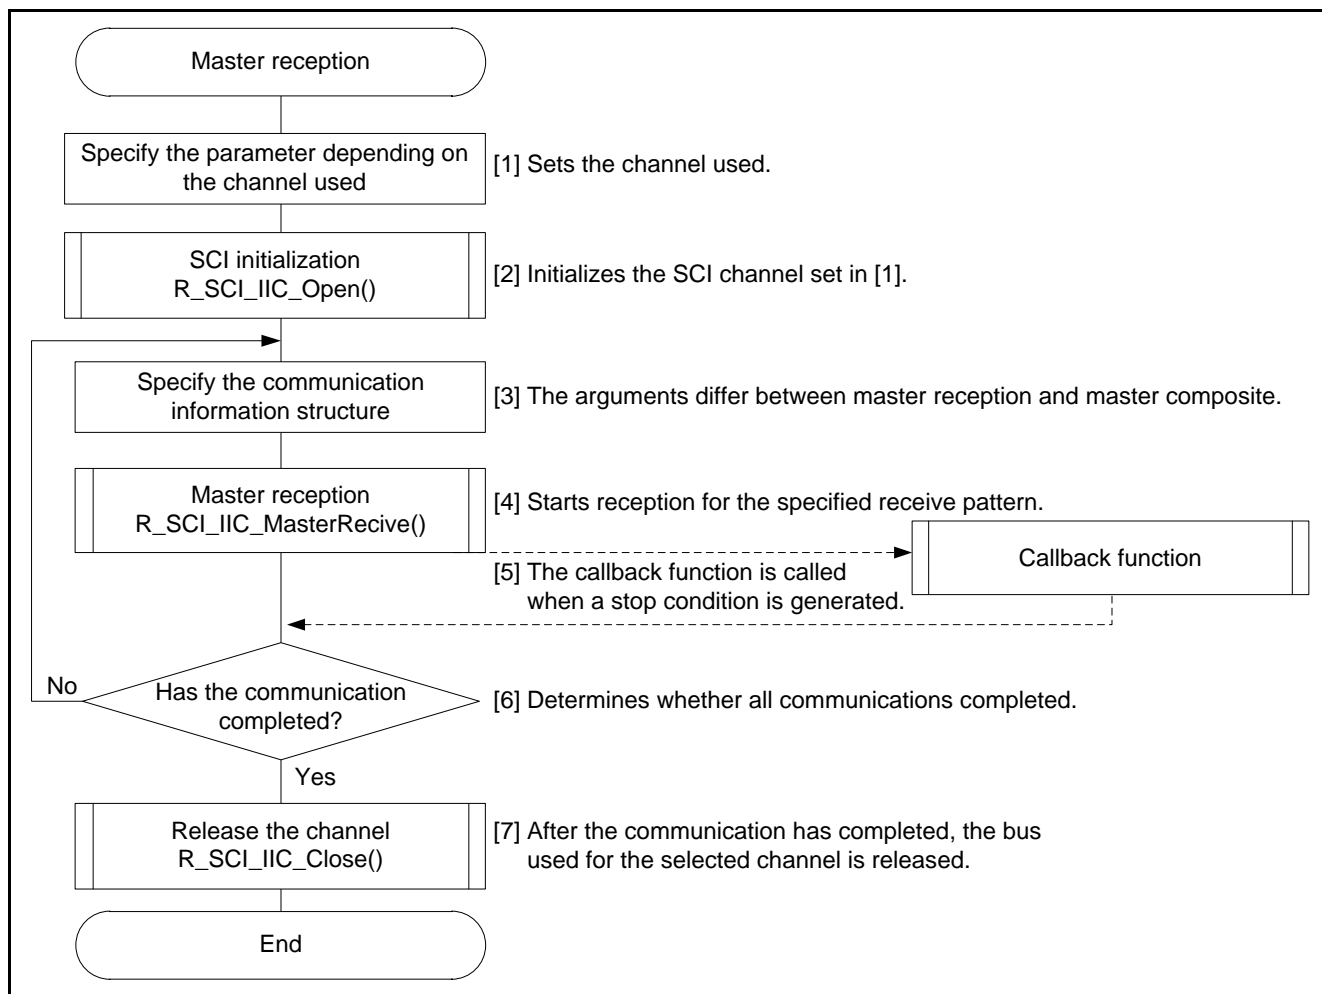 Master reception
Specify the parameter depending on
the channel used
[1] Sets the channel used.
SCI initialization
R_SCI_IIC_Open()
[2] Initializes the SCI channel set in [1].
Specify the communication
information structure
[3] The arguments differ between master reception and master composite.
Master reception
R_SCI_IIC_MasterRecive()
[4] Starts reception for the specified receive pattern.
Callback function
[5] The callback function is called
when a stop condition is generated.
No
Has the communication
completed?
[6] Determines whether all communications completed.
Yes
Release the channel
R_SCI_IIC_Close()
[7] After the communication has completed, the bus
used for the selected channel is released.
End